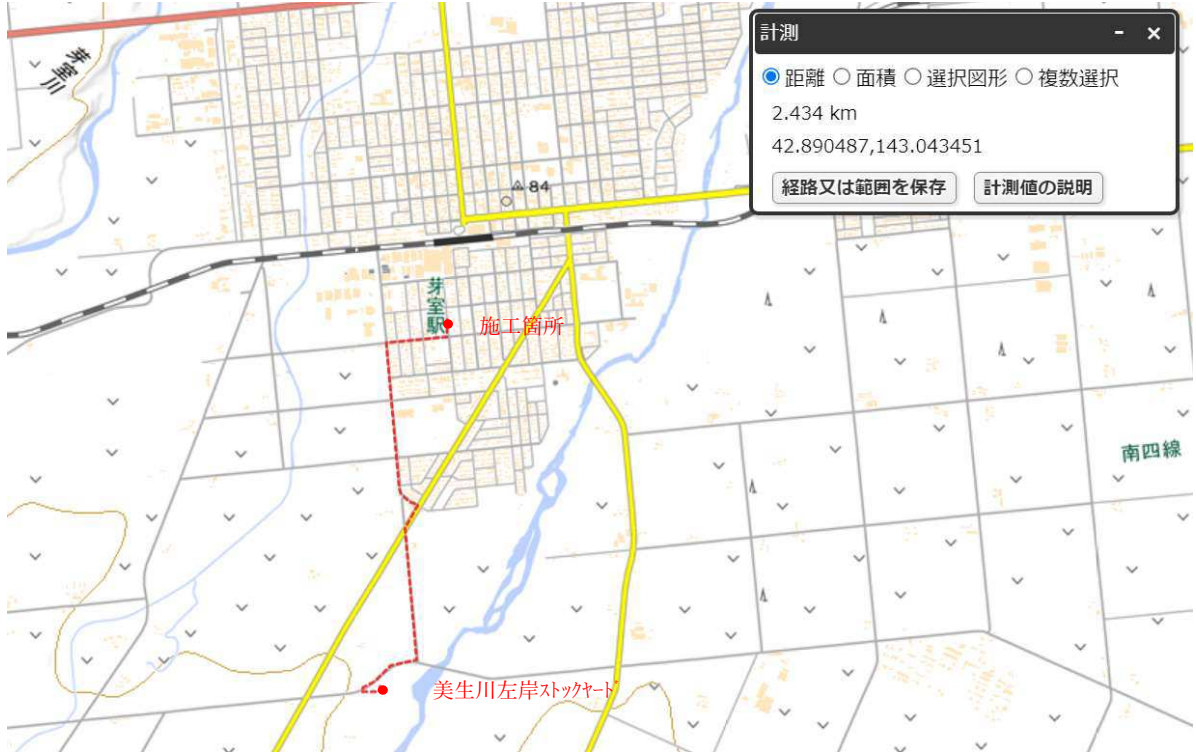 芽室川
計測
- ×
距離 面積 選択図形 複数選択
2.434 km
42.890487,143.043451
経路又は範囲を保存 計測値の説明
84
芽室駅
施工箇所
南四線
美生川左岸ストックヤード